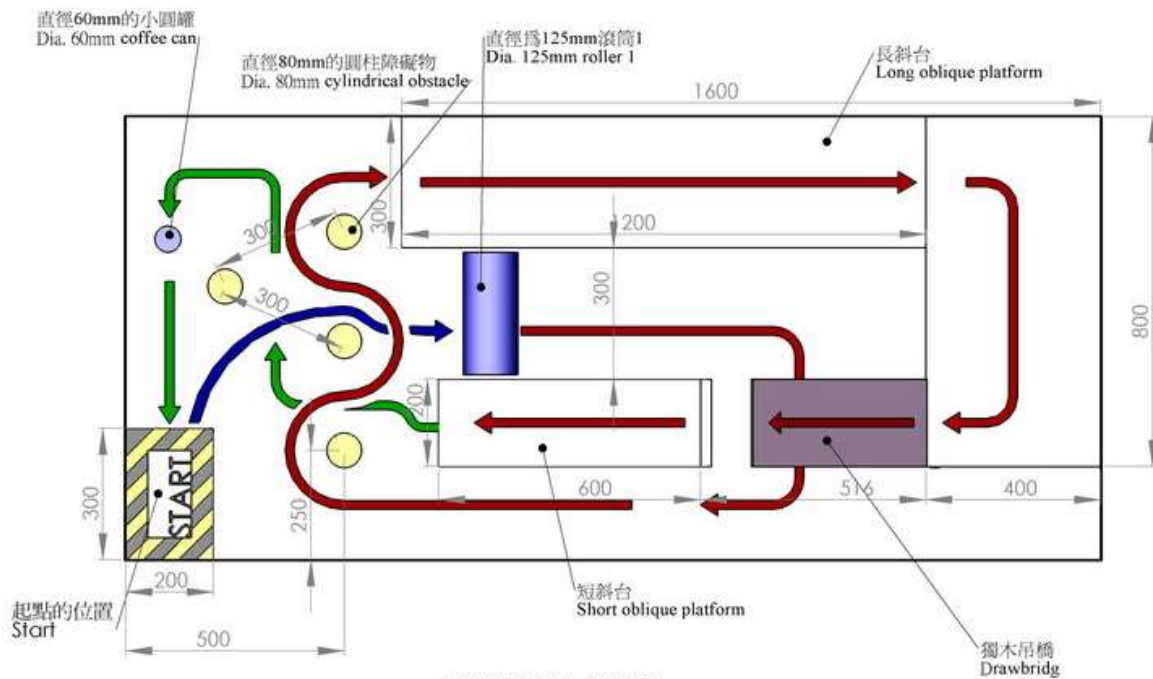 直徑60mm的小圓罐
Dia. 60mm coffee can
直徑80mm的圓柱障礙物
Dia. 80mm cylindrical obstacle
直徑爲125mm滾筒1
Dia. 125mm roller 1
長斜台
Long oblique platform
1600
300
300
1200
300
300
800
200
START
300
250
600
516
400
200
起點的位置
Start
500
短斜台
Short oblique platform
獨木吊橋
Drawbridg